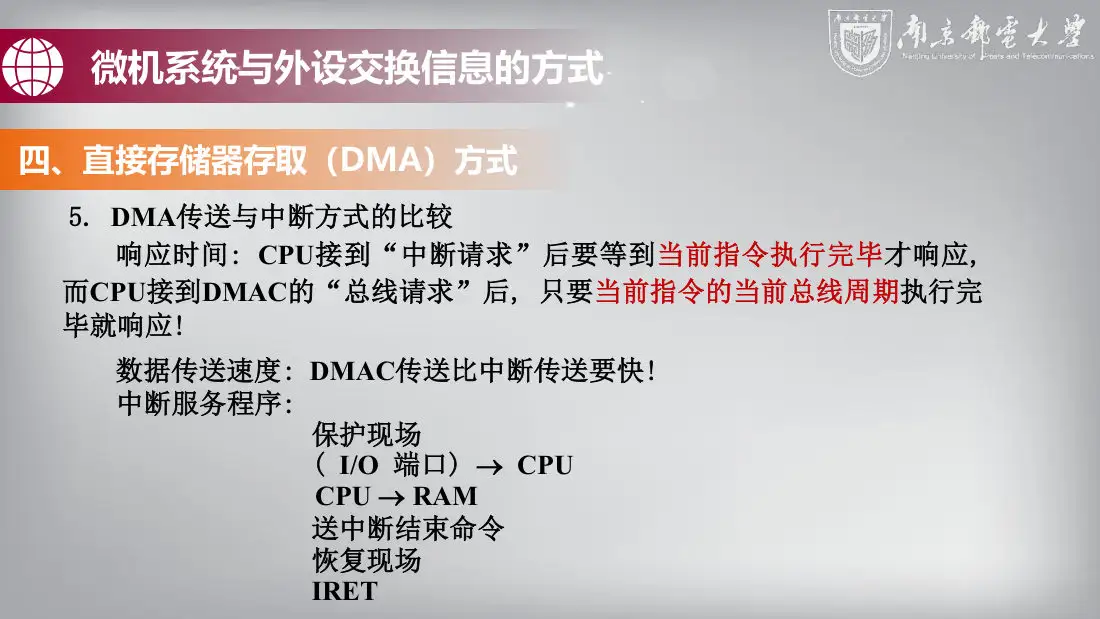 南京邮电大学
Nanjing University of Posts and Telecommunications
微机系统与外设交换信息的方式
四、直接存储器存取（DMA）方式
5. DMA传送与中断方式的比较
响应时间：CPU接到“中断请求”后要等到当前指令执行完毕才响应，
而CPU接到DMAC的“总线请求”后，只要当前指令的当前总线周期执行完
毕就响应！
数据传送速度：DMAC传送比中断传送要快！
中断服务程序：
保护现场
（ I/O 端口）→ CPU
CPU → RAM
送中断结束命令
恢复现场
IRET